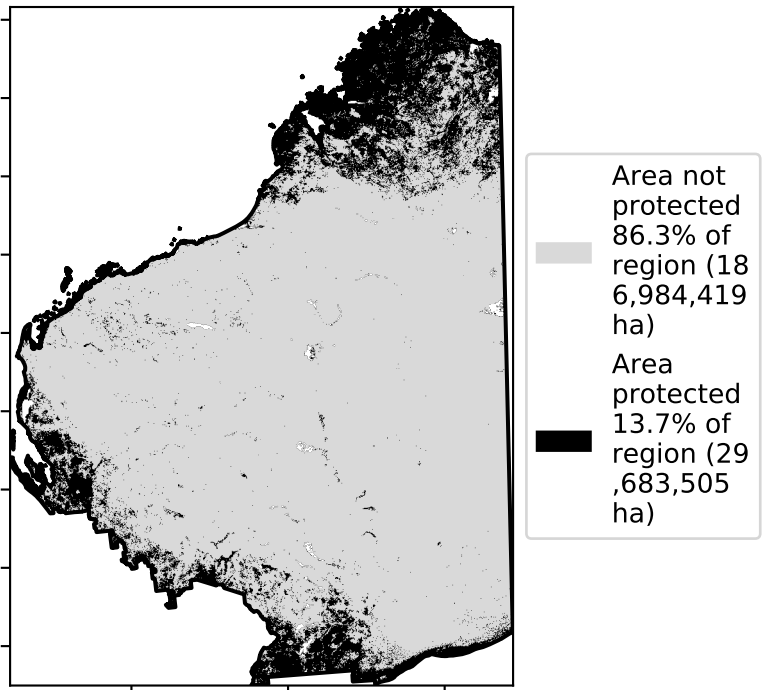 Area not
protected
86.3% of
region (18
6,984,419
ha)
Area
protected
13.7% of
region (29
,683,505
ha)